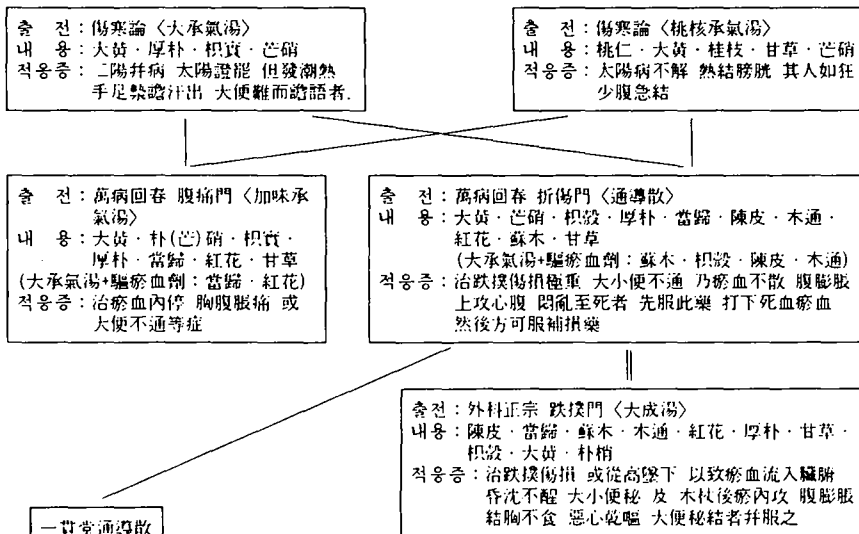 출 전 : 傷寒論 〈大承氣湯〉
내 용 : 大黃 · 厚朴 · 枳實 · 芒硝
적응증 : 二陽幷病 太陽證罷 但發潮熱
手足漐漐汗出 大便難而譫語者.
출 전 : 傷寒論 〈桃核承氣湯〉
내 용 : 桃仁 · 大黃 · 桂枝 · 甘草 · 芒硝
적응증 : 太陽病不解 熱結膀胱 其人如狂
少腹急結
출 전 : 萬病回春 腹痛門 〈加味承
氣湯〉
내 용 : 大黃 · 朴(芒)硝 · 枳實 ·
厚朴 · 當歸 · 紅花 · 甘草
(大承氣湯+驅瘀血劑 : 當歸 · 紅花)
적응증 : 治瘀血內停 胸腹脹痛 或
大便不通等症
출 전 : 萬病回春 折傷門 〈通導散〉
내 용 : 大黃 · 芒硝 · 枳殼 · 厚朴 · 當歸 · 陳皮 · 木通 ·
紅花 · 蘇木 · 甘草
(大承氣湯+驅瘀血劑 : 蘇木 · 枳殼 · 陳皮 · 木通)
적응증 : 治跌撲傷損極重 大小便不通 乃瘀血不散 腹膨脹
上攻心腹 悶亂至死者 先服此藥 打下死血瘀血
然後方可服補損藥
출전 : 外科正宗 跌撲門 〈大成湯〉
내용 : 陳皮 · 當歸 · 蘇木 · 木通 · 紅花 · 厚朴 · 甘草 ·
枳殼 · 大黃 · 朴梢
적응증 : 治跌撲傷損 或從高墜下 以致瘀血流入臟腑
昏沈不醒 大小便秘 及 木杖後瘀內攻 腹膨脹
結胸不食 惡心乾嘔 大便秘結者幷服之
一貫堂通導散